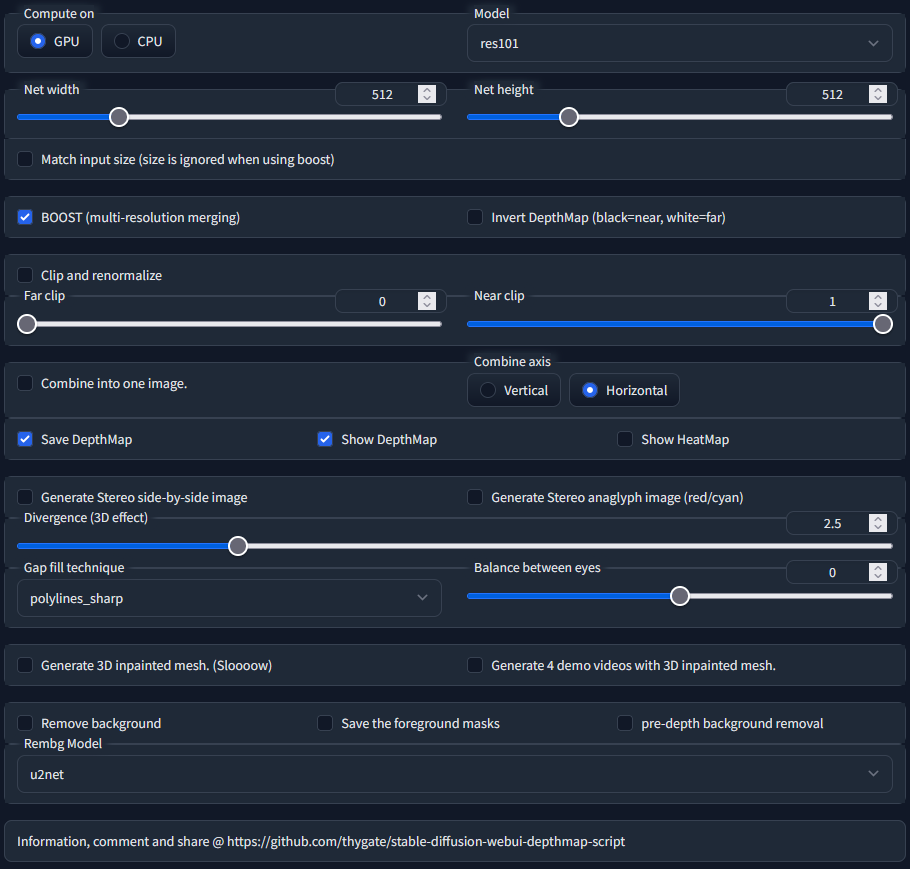 Compute on
GPU
CPU
Model
res101
Net width
512
Net height
512
Match input size (size is ignored when using boost)
BOOST (multi-resolution merging)
Invert DepthMap (black=near, white=far)
Clip and renormalize
Far clip
0
Near clip
1
Combine into one image.
Combine axis
Vertical
Horizontal
Save DepthMap
Show DepthMap
Show HeatMap
Generate Stereo side-by-side image
Generate Stereo anaglyph image (red/cyan)
Divergence (3D effect)
2.5
Gap fill technique
polylines_sharp
Balance between eyes
0
Generate 3D inpainted mesh. (Sloooow)
Generate 4 demo videos with 3D inpainted mesh.
Remove background
Save the foreground masks
pre-depth background removal
Rembg Model
u2net
Information, comment and share @ https://github.com/thygate/stable-diffusion-webui-depthmap-script